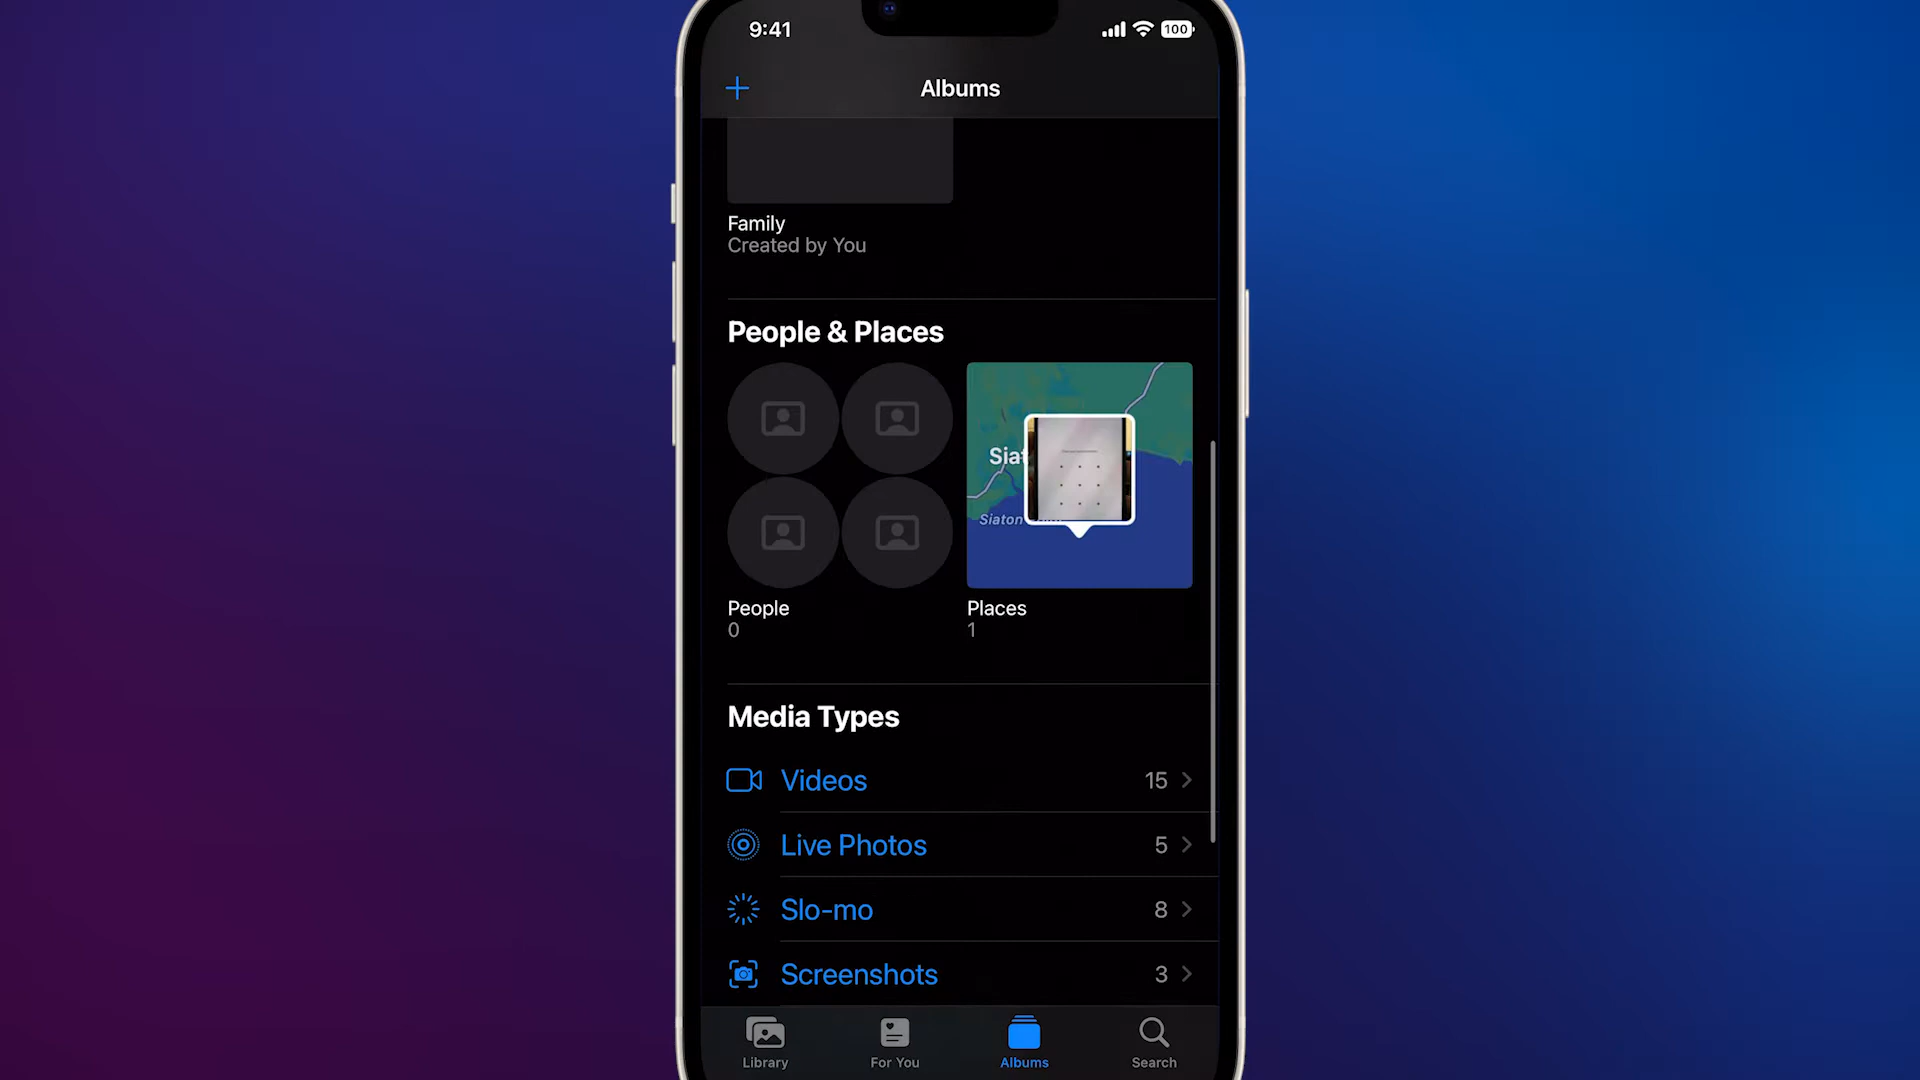 9:41
100
Albums
Family
Created by You
People & Places
Siaton
People
0
Places
1
Media Types
Videos 15
Live Photos 5
Slo-mo 8
Screenshots 3
Library
For You
Albums
Search